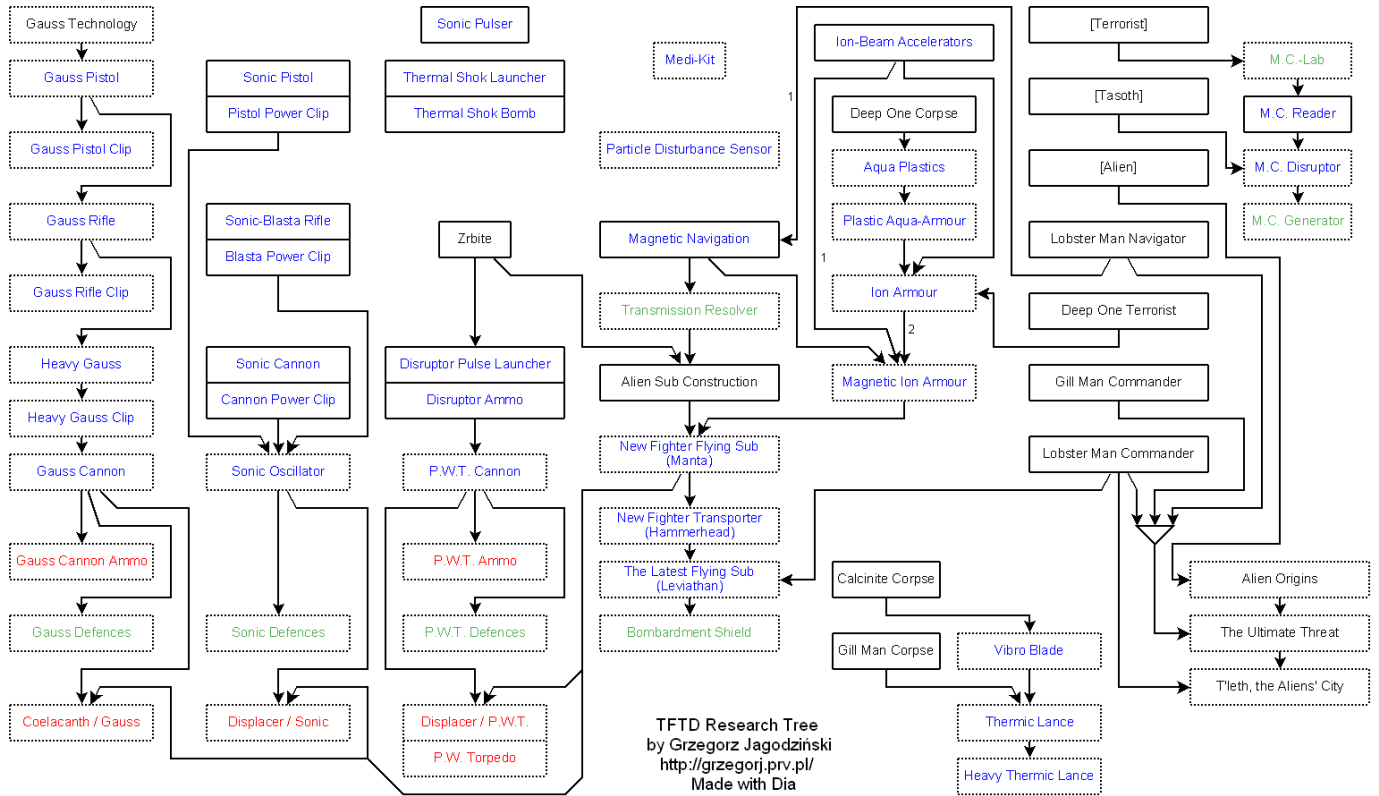 Gauss Technology
Gauss Pistol
Gauss Pistol Clip
Gauss Rifle
Gauss Rifle Clip
Heavy Gauss
Heavy Gauss Clip
Gauss Cannon
Gauss Cannon Ammo
Gauss Defences
Coelacanth / Gauss
Sonic Pistol
Pistol Power Clip
Sonic-Blasta Rifle
Blasta Power Clip
Sonic Cannon
Cannon Power Clip
Sonic Oscillator
Sonic Defences
Displacer / Sonic
Sonic Pulser
Thermal Shok Launcher
Thermal Shok Bomb
Zrbite
Disruptor Pulse Launcher
Disruptor Ammo
P.W.T. Cannon
P.W.T. Ammo
P.W.T. Defences
Displacer / P.W.T.
P.W. Torpedo
Medi-Kit
Particle Disturbance Sensor
Magnetic Navigation
Transmission Resolver
Alien Sub Construction
New Fighter Flying Sub
(Manta)
New Fighter Transporter
(Hammerhead)
The Latest Flying Sub
(Leviathan)
Bombardment Shield
TFTD Research Tree
by Grzegorz Jagodziński
http://grzegorj.prv.pl/
Made with Dia
Ion-Beam Accelerators
1
Deep One Corpse
Aqua Plastics
Plastic Aqua-Armour
1
Ion Armour
2
Magnetic Ion Armour
Calcinite Corpse
Gill Man Corpse
Vibro Blade
Thermic Lance
Heavy Thermic Lance
[Terrorist]
[Tasoth]
[Alien]
Lobster Man Navigator
Deep One Terrorist
Gill Man Commander
Lobster Man Commander
M.C.-Lab
M.C. Reader
M.C. Disruptor
M.C. Generator
Alien Origins
The Ultimate Threat
T'leth, the Aliens' City